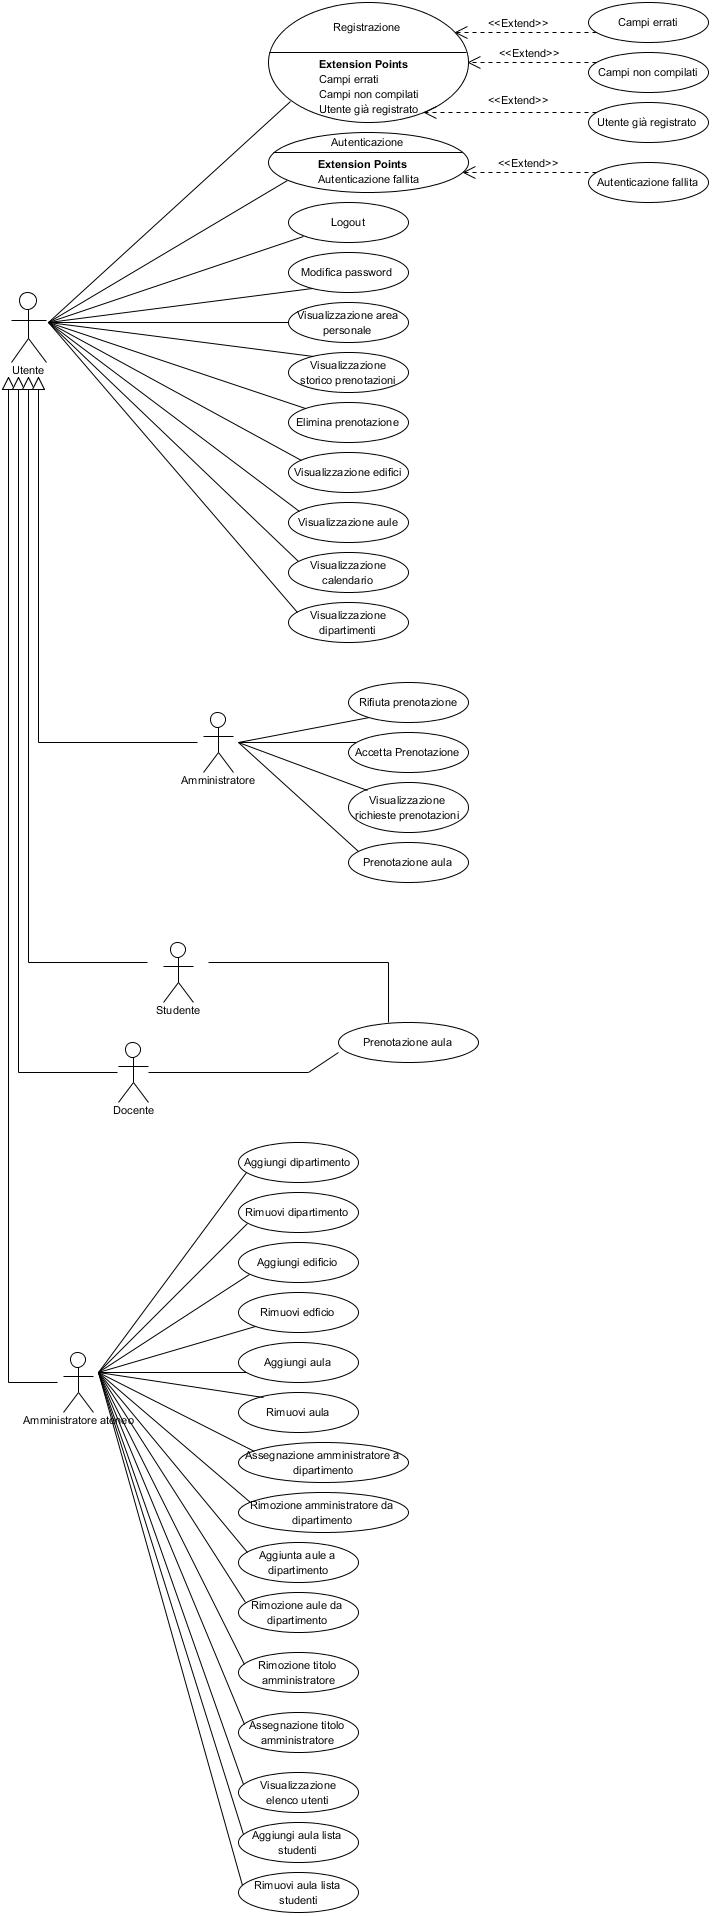 Registrazione
Extension Points
Campi errati
Campi non compilati
Utente già registrato
<<Extend>>
Campi errati
<<Extend>>
Campi non compilati
<<Extend>>
Utente già registrato
Autenticazione
Extension Points
Autenticazione fallita
<<Extend>>
Autenticazione fallita
Logout
Modifica password
Visualizzazione area
personale
Utente
Visualizzazione
storico prenotazioni
Elimina prenotazione
Visualizzazione edifici
Visualizzazione aule
Visualizzazione
calendario
Visualizzazione
dipartimenti
Rifiuta prenotazione
Accetta Prenotazione
Amministratore
Visualizzazione
richieste prenotazioni
Prenotazione aula
Studente
Prenotazione aula
Docente
Aggiungi dipartimento
Rimuovi dipartimento
Aggiungi edificio
Rimuovi edficio
Aggiungi aula
Rimuovi aula
Amministratore ateneo
Assegnazione amministratore a
dipartimento
Rimozione amministratore da
dipartimento
Aggiunta aule a
dipartimento
Rimozione aule da
dipartimento
Rimozione titolo
amministratore
Assegnazione titolo
amministratore
Visualizzazione
elenco utenti
Aggiungi aula lista
studenti
Rimuovi aula lista
studenti